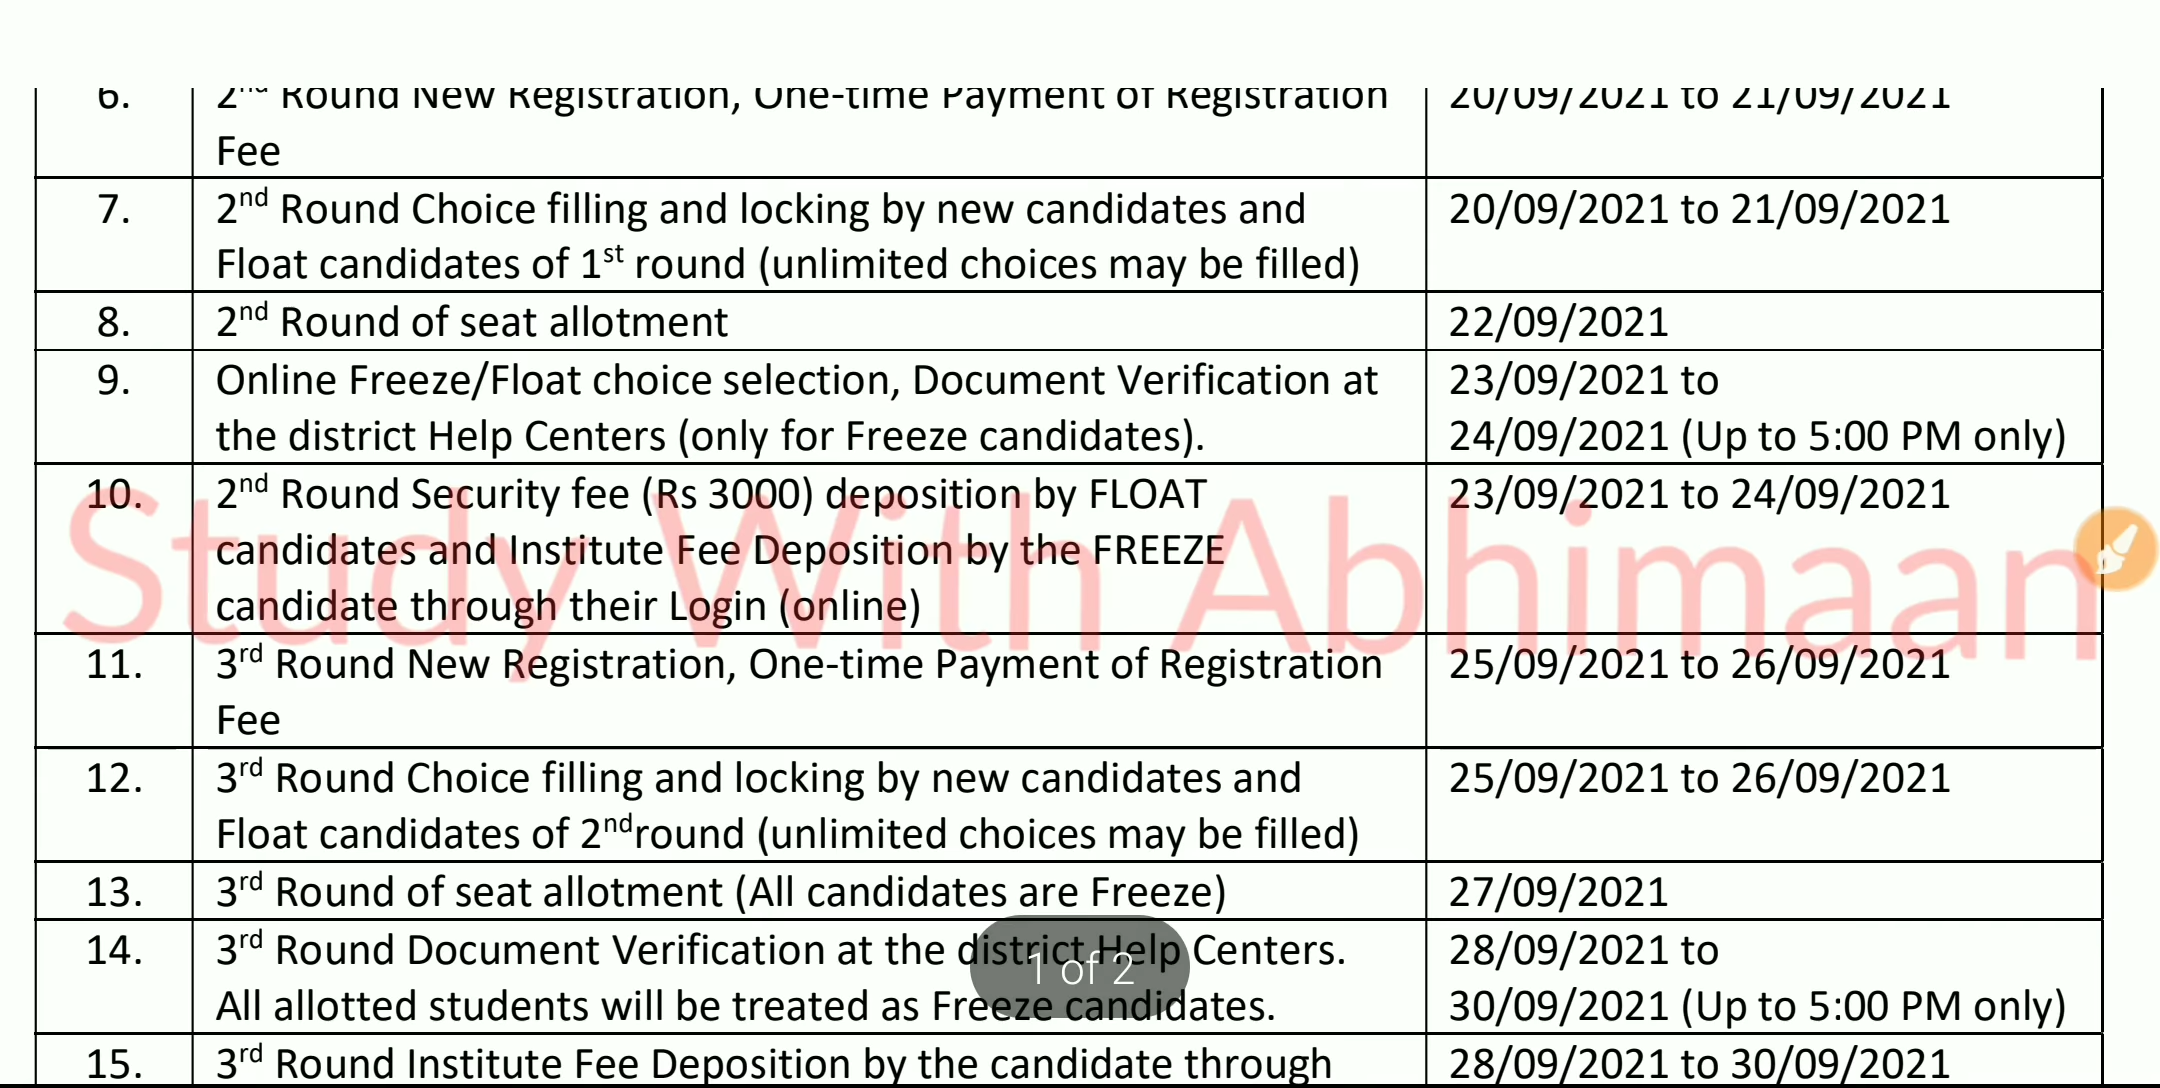 6. 2nd Round New Registration, One-time Payment of Registration 20/09/2021 to 21/09/2021
Fee
7. 2nd Round Choice filling and locking by new candidates and 20/09/2021 to 21/09/2021
Float candidates of 1st round (unlimited choices may be filled)
8. 2nd Round of seat allotment 22/09/2021
9. Online Freeze/Float choice selection, Document Verification at 23/09/2021 to
the district Help Centers (only for Freeze candidates). 24/09/2021 (Up to 5:00 PM only)
10. 2nd Round Security fee (Rs 3000) deposition by FLOAT 23/09/2021 to 24/09/2021
candidates and Institute Fee Deposition by the FREEZE
candidate through their Login (online)
Study With Abhimaan
11. 3rd Round New Registration, One-time Payment of Registration 25/09/2021 to 26/09/2021
Fee
12. 3rd Round Choice filling and locking by new candidates and 25/09/2021 to 26/09/2021
Float candidates of 2ndround (unlimited choices may be filled)
13. 3rd Round of seat allotment (All candidates are Freeze) 27/09/2021
14. 3rd Round Document Verification at the district Help Centers. 28/09/2021 to
1 of 2
All allotted students will be treated as Freeze candidates. 30/09/2021 (Up to 5:00 PM only)
15. 3rd Round Institute Fee Deposition by the candidate through 28/09/2021 to 30/09/2021